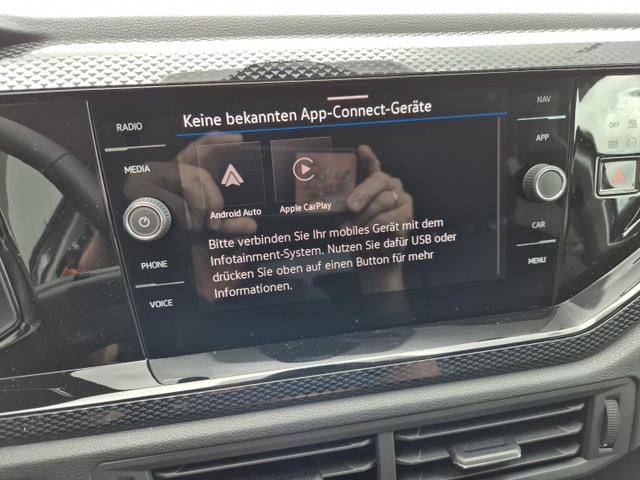 Keine bekannten App-Connect-Geräte
RADIO
MEDIA
PHONE
VOICE
NAV
APP
CAR
MENU
OFF
Android Auto
Apple CarPlay
Bitte verbinden Sie Ihr mobiles Gerät mit dem
Infotainment-System. Nutzen Sie dafür USB oder
drücken Sie oben auf einen Button für mehr
Informationen.